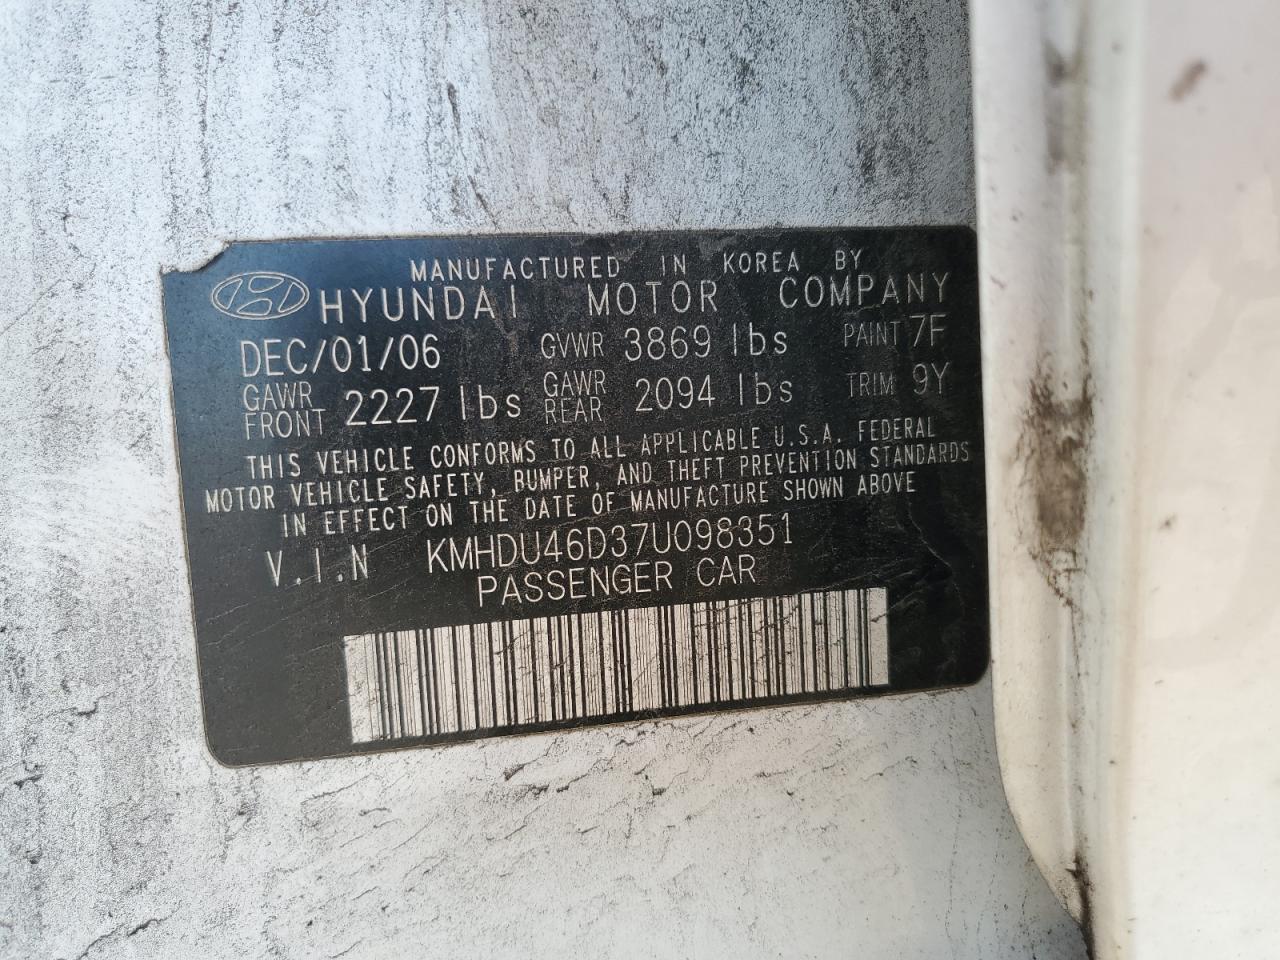 MANUFACTURED IN KOREA BY
HYUNDAI MOTOR COMPANY
DEC/01/06 GVWR 3869 lbs PAINT 7F
GAWR FRONT 2227 lbs GAWR REAR 2094 lbs TRIM 9Y
THIS VEHICLE CONFORMS TO ALL APPLICABLE U.S.A. FEDERAL
MOTOR VEHICLE SAFETY, BUMPER, AND THEFT PREVENTION STANDARDS
IN EFFECT ON THE DATE OF MANUFACTURE SHOWN ABOVE
V.I.N KMHDU46D37U098351
PASSENGER CAR